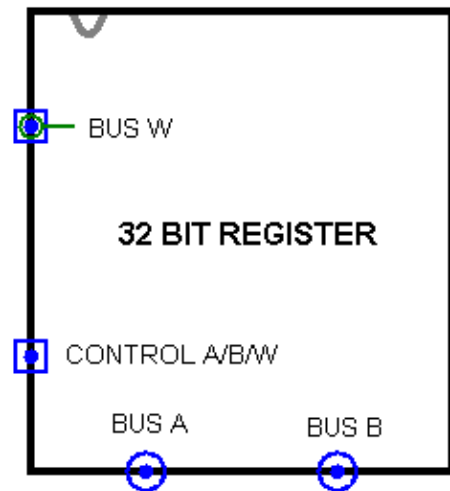 BUS W
32 BIT REGISTER
CONTROL A/B/W
BUS A
BUS B